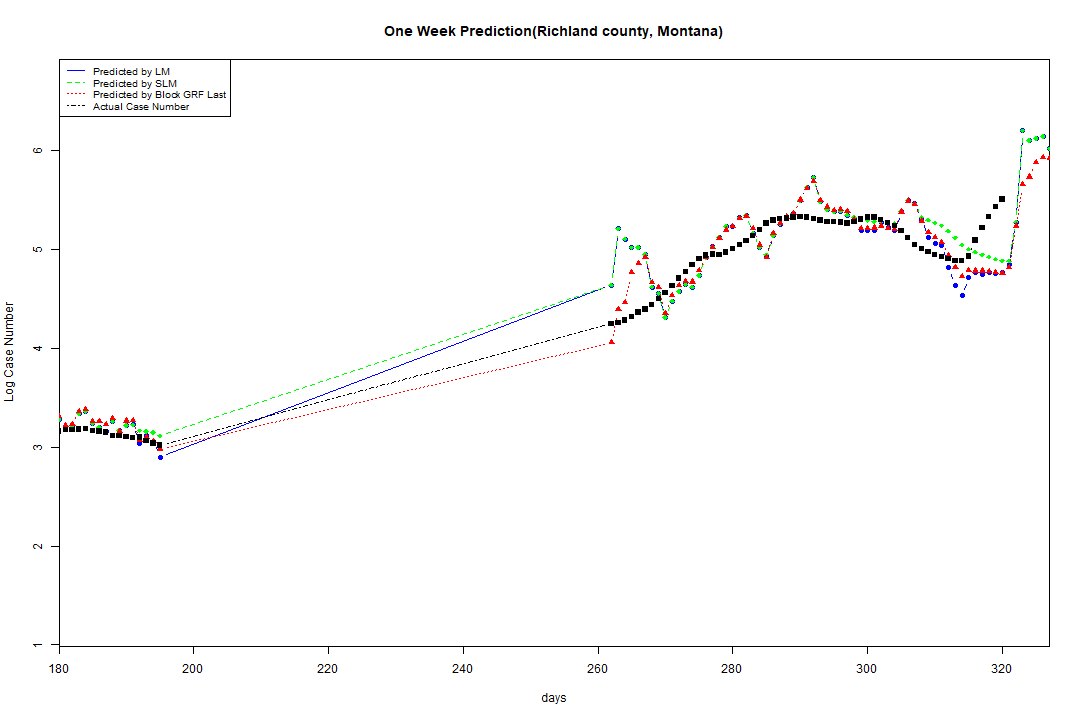 One Week Prediction(Richland county, Montana)
Predicted by LM
Predicted by SLM
Predicted by Block GRF Last
Actual Case Number
Log Case Number
6
5
4
3
2
1
180 200 220 240 260 280 300 320
days